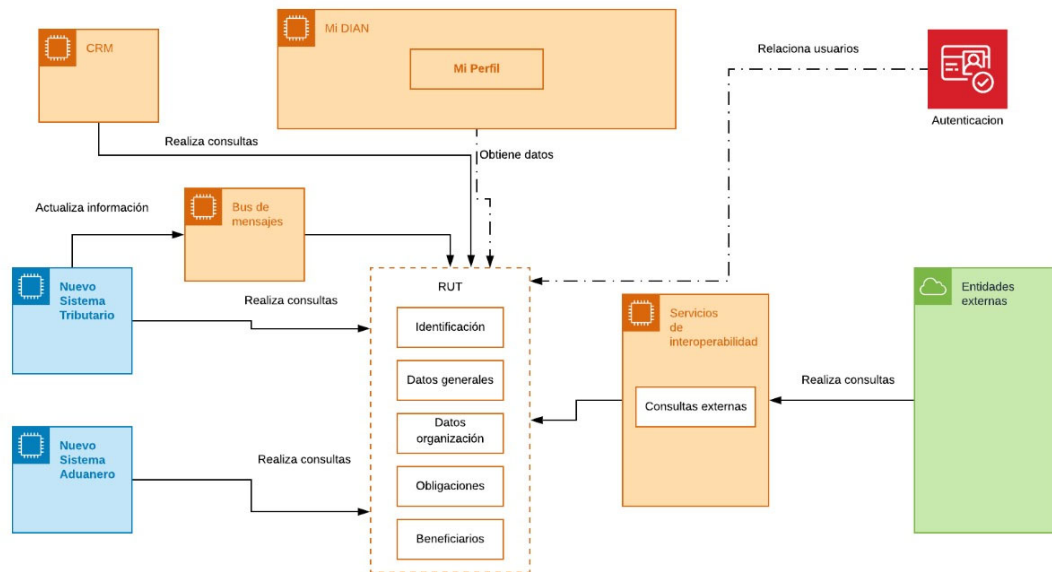 Mi DIAN
CRM
Mi Perfil
Relaciona usuarios
Autenticacion
Realiza consultas
Obtiene datos
Actualiza información
Bus de
mensajes
RUT
Nuevo
Sistema
Tributario
Realiza consultas
Identificación
Servicios
de
interoperabilidad
Entidades
externas
Datos generales
Realiza consultas
Consultas externas
Datos
organización
Nuevo
Sistema
Aduanero
Realiza consultas
Obligaciones
Beneficiarios